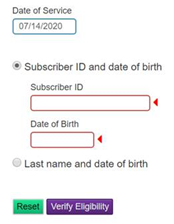 Date of Service
07/14/2020
Subscriber ID and date of birth
Subscriber ID
Date of Birth
Last name and date of birth
Reset Verify Eligibility